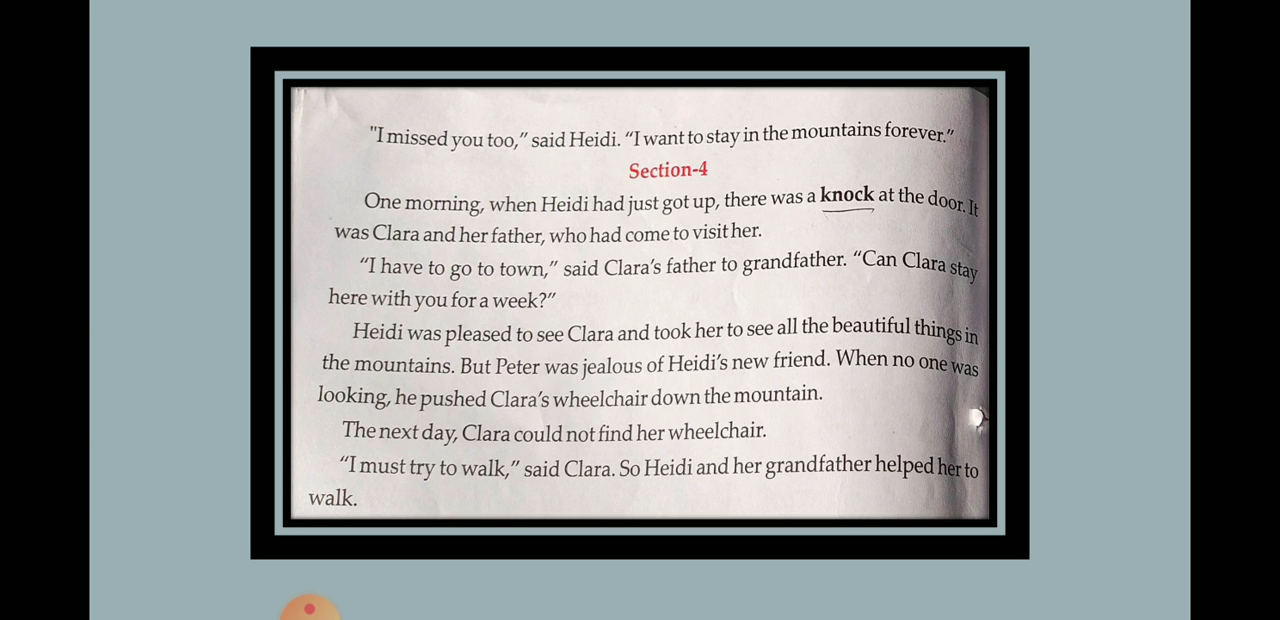 "I missed you too," said Heidi. "I want to stay in the mountains forever."
Section-4
One morning, when Heidi had just got up, there was a knock at the door. It
was Clara and her father, who had come to visit her.
"I have to go to town," said Clara's father to grandfather. "Can Clara stay
here with you for a week?"
Heidi was pleased to see Clara and took her to see all the beautiful things in
the mountains. But Peter was jealous of Heidi's new friend. When no one was
looking, he pushed Clara's wheelchair down the mountain.
The next day, Clara could not find her wheelchair.
"I must try to walk," said Clara. So Heidi and her grandfather helped her to
walk.